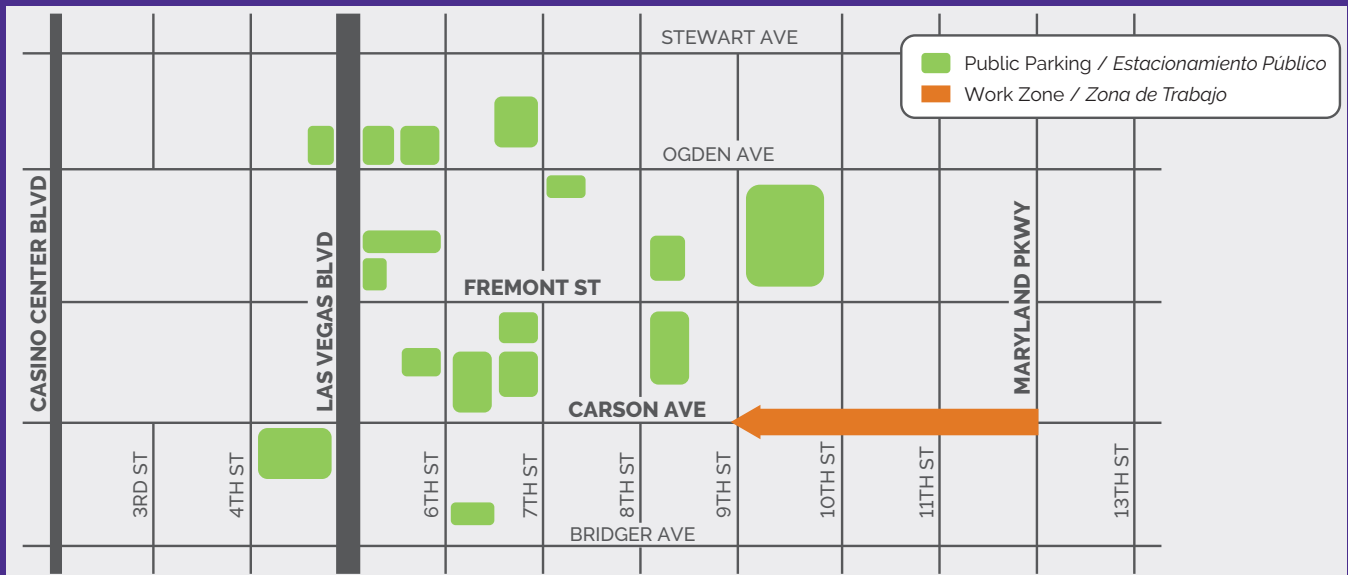 STEWART AVE
Public Parking / Estacionamiento Público
Work Zone / Zona de Trabajo
OGDEN AVE
CASINO CENTER BLVD
LAS VEGAS BLVD
MARYLAND PKWY
FREMONT ST
CARSON AVE
3RD ST
4TH ST
6TH ST
7TH ST
8TH ST
9TH ST
10TH ST
11TH ST
13TH ST
BRIDGER AVE